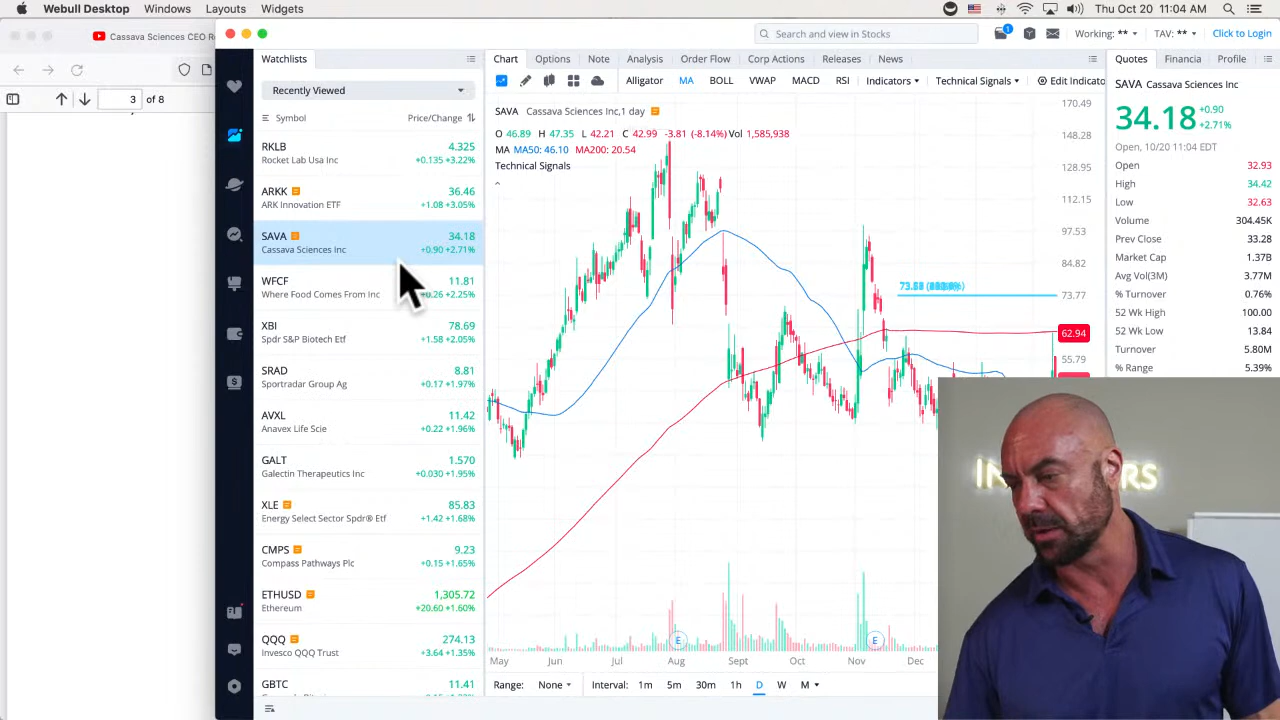 Webull Desktop Windows Layouts Widgets Thu Oct 20 11:04 AM
Cassava Sciences CEO Re
3 of 8
Search and view in Stocks
1
Working: ** TAV: ** Click to Login
Watchlists
Recently Viewed
Symbol Price/Change
RKLB 4.325
Rocket Lab Usa Inc +0.135 +3.22%
ARKK 36.46
ARK Innovation ETF +1.08 +3.05%
SAVA 34.18
Cassava Sciences Inc +0.90 +2.71%
WFCF 11.81
Where Food Comes From Inc +0.26 +2.25%
XBI 78.69
Spdr S&P Biotech Etf +1.58 +2.05%
SRAD 8.81
Sportradar Group Ag +0.17 +1.97%
AVXL 11.42
Anavex Life Scie +0.22 +1.96%
GALT 1.570
Galectin Therapeutics Inc +0.030 +1.95%
XLE 85.83
Energy Select Sector Spdr® Etf +1.42 +1.68%
CMPS 9.23
Compass Pathways Plc +0.15 +1.65%
ETHUSD 1,305.72
Ethereum +20.60 +1.60%
QQQ 274.13
Invesco QQQ Trust +3.64 +1.35%
GBTC 11.41
Chart Options Note Analysis Order Flow Corp Actions Releases News
Alligator MA BOLL VWAP MACD RSI Indicators Technical Signals Edit Indicato
SAVA Cassava Sciences Inc,1 day
O 46.89 H 47.35 L 42.21 C 42.99 -3.81 (-8.14%) Vol 1,585,938
MA MA50: 46.10 MA200: 20.54
Technical Signals
170.49
148.28
128.95
112.15
97.53
84.82
73.77
62.94
55.79
E E
May Jun Jul Aug Sept Oct Nov Dec
Range: None Interval: 1m 5m 30m 1h D W M
Quotes Financia Profile
SAVA Cassava Sciences Inc
34.18 +0.90
+2.71%
Open, 10/20 11:04 EDT
Open 32.93
High 34.42
Low 32.63
Volume 304.45K
Prev Close 33.28
Market Cap 1.37B
Avg Vol(3M) 3.77M
% Turnover 0.76%
52 Wk High 100.00
52 Wk Low 13.84
Turnover 5.80M
% Range 5.39%